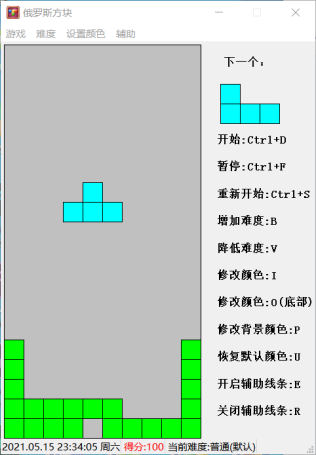 俄罗斯方块
游戏 难度 设置颜色 辅助
下一个:
开始:Ctrl+D
暂停:Ctrl+F
重新开始:Ctrl+S
增加难度:B
降低难度:V
修改颜色:I
修改颜色:O(底部)
修改背景颜色:P
恢复默认颜色:U
开启辅助线条:E
关闭辅助线条:R
2021.05.15 23:34:05 周六 得分:100 当前难度:普通(默认)